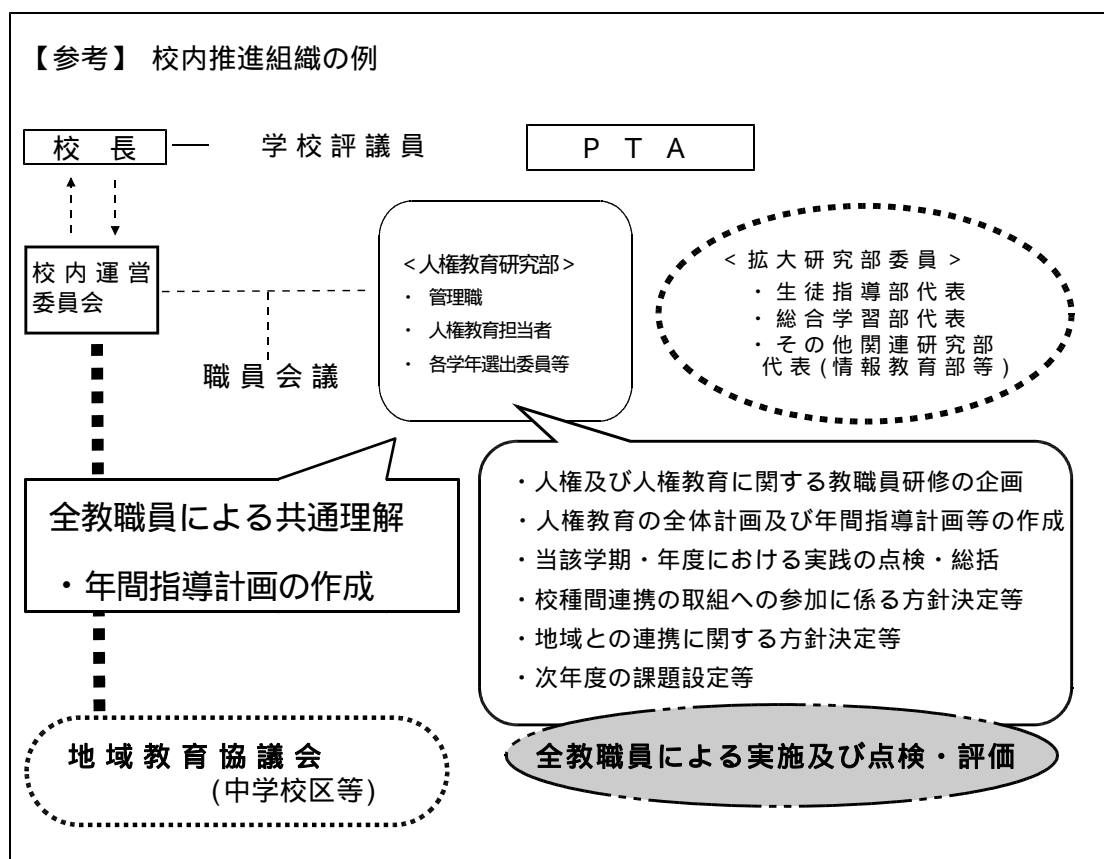 【参考】 校内推進組織の例
校長
学校評議員
PTA
校内運営
委員会
職員会議
<人権教育研究部>
・ 管理職
・ 人権教育担当者
・ 各学年選出委員等
<拡大研究部委員>
・生徒指導部代表
・総合学習部代表
・その他関連研究部
代表(情報教育部等)
全教職員による共通理解
・年間指導計画の作成
・人権及び人権教育に関する教職員研修の企画
・人権教育の全体計画及び年間指導計画等の作成
・当該学期・年度における実践の点検・総括
・校種間連携の取組への参加に係る方針決定等
・地域との連携に関する方針決定等
・次年度の課題設定等
地域教育協議会
(中学校区等)
全教職員による実施及び点検・評価